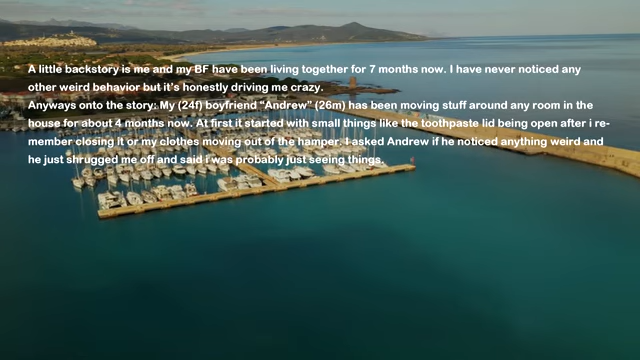 A little backstory is me and my BF have been living together for 7 months now. I have never noticed any
other weird behavior but it's honestly driving me crazy.
Anyways onto the story: My (24f) boyfriend "Andrew" (26m) has been moving stuff around any room in the
house for about 4 months now. At first it started with small things like the toothpaste lid being open after i re-
member closing it or my clothes moving out of the hamper. I asked Andrew if he noticed anything weird and
he just shrugged me off and said i was probably just seeing things.